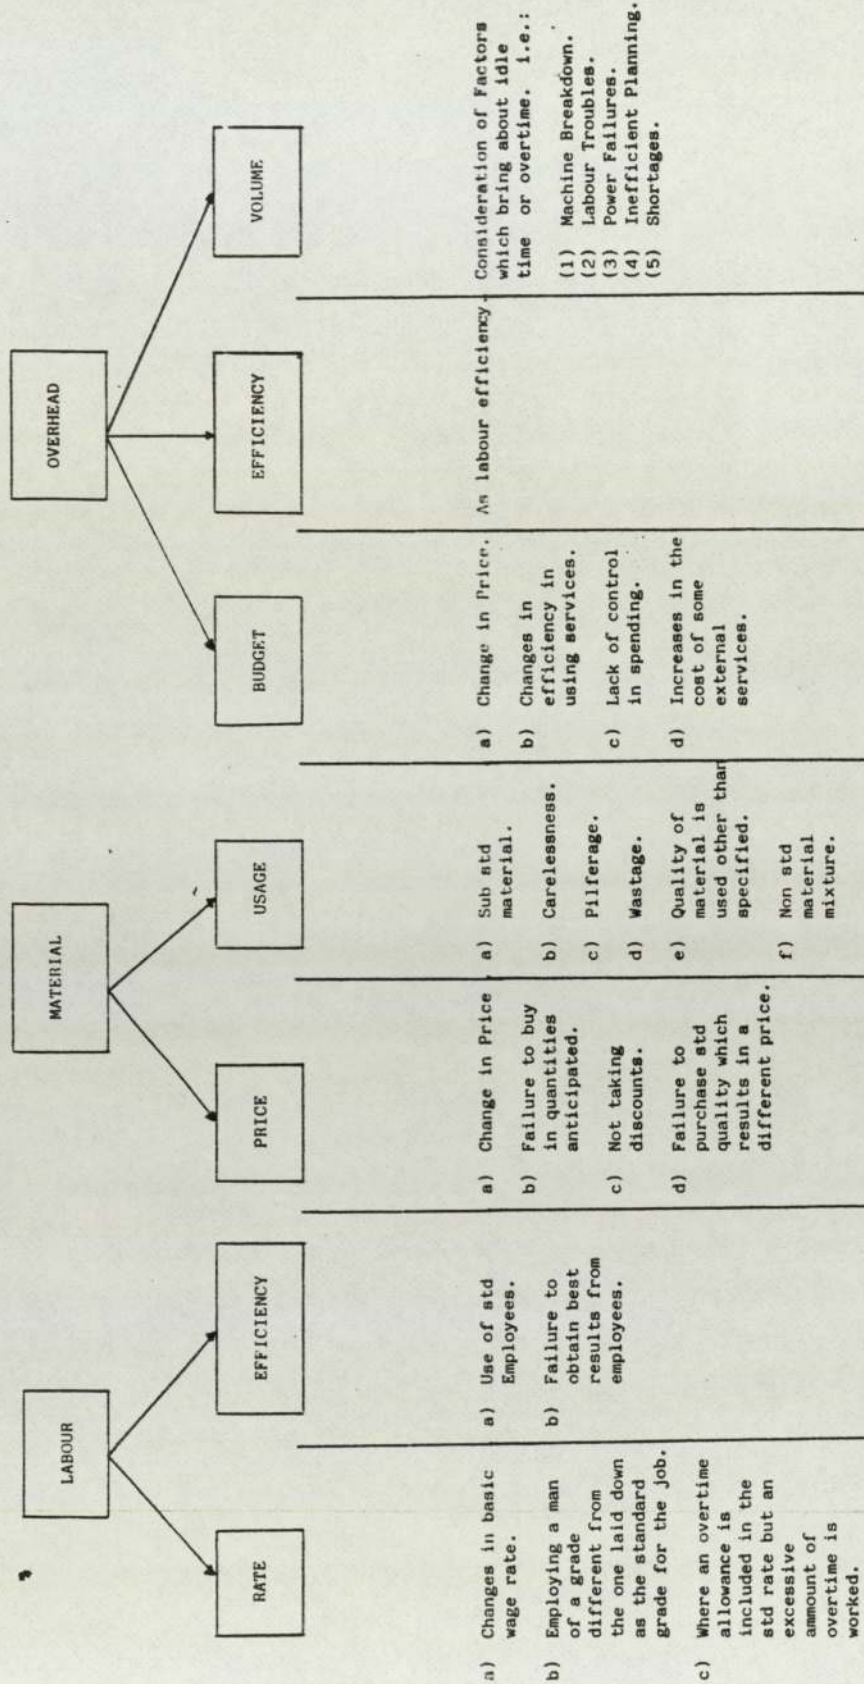 LABOUR
RATE
EFFICIENCY
a) Changes in basic
wage rate.
b) Employing a man
of a grade
different from
the one laid down
as the standard
grade for the job.
c) Where an overtime
allowance is
included in the
std rate but an
excessive
ammount of
overtime is
worked.
a) Use of std
Employees.
b) Failure to
obtain best
results from
employees.
MATERIAL
PRICE
USAGE
a) Change in Price
b) Failure to buy
in quantities
anticipated.
c) Not taking
discounts.
d) Failure to
purchase std
quality which
results in a
different price.
a) Sub std
material.
b) Carelessness.
c) Pilferage.
d) Wastage.
e) Quality of
material is
used other than
specified.
f) Non std
material
mixture.
OVERHEAD
BUDGET
EFFICIENCY
VOLUME
a) Change in Price.
b) Changes in
efficiency in
using services.
c) Lack of control
in spending.
d) Increases in the
cost of some
external
services.
As labour efficiency.
Consideration of Factors
which bring about idle
time or overtime. i.e.:
(1) Machine Breakdown.
(2) Labour Troubles.
(3) Power Failures.
(4) Inefficient Planning.
(5) Shortages.